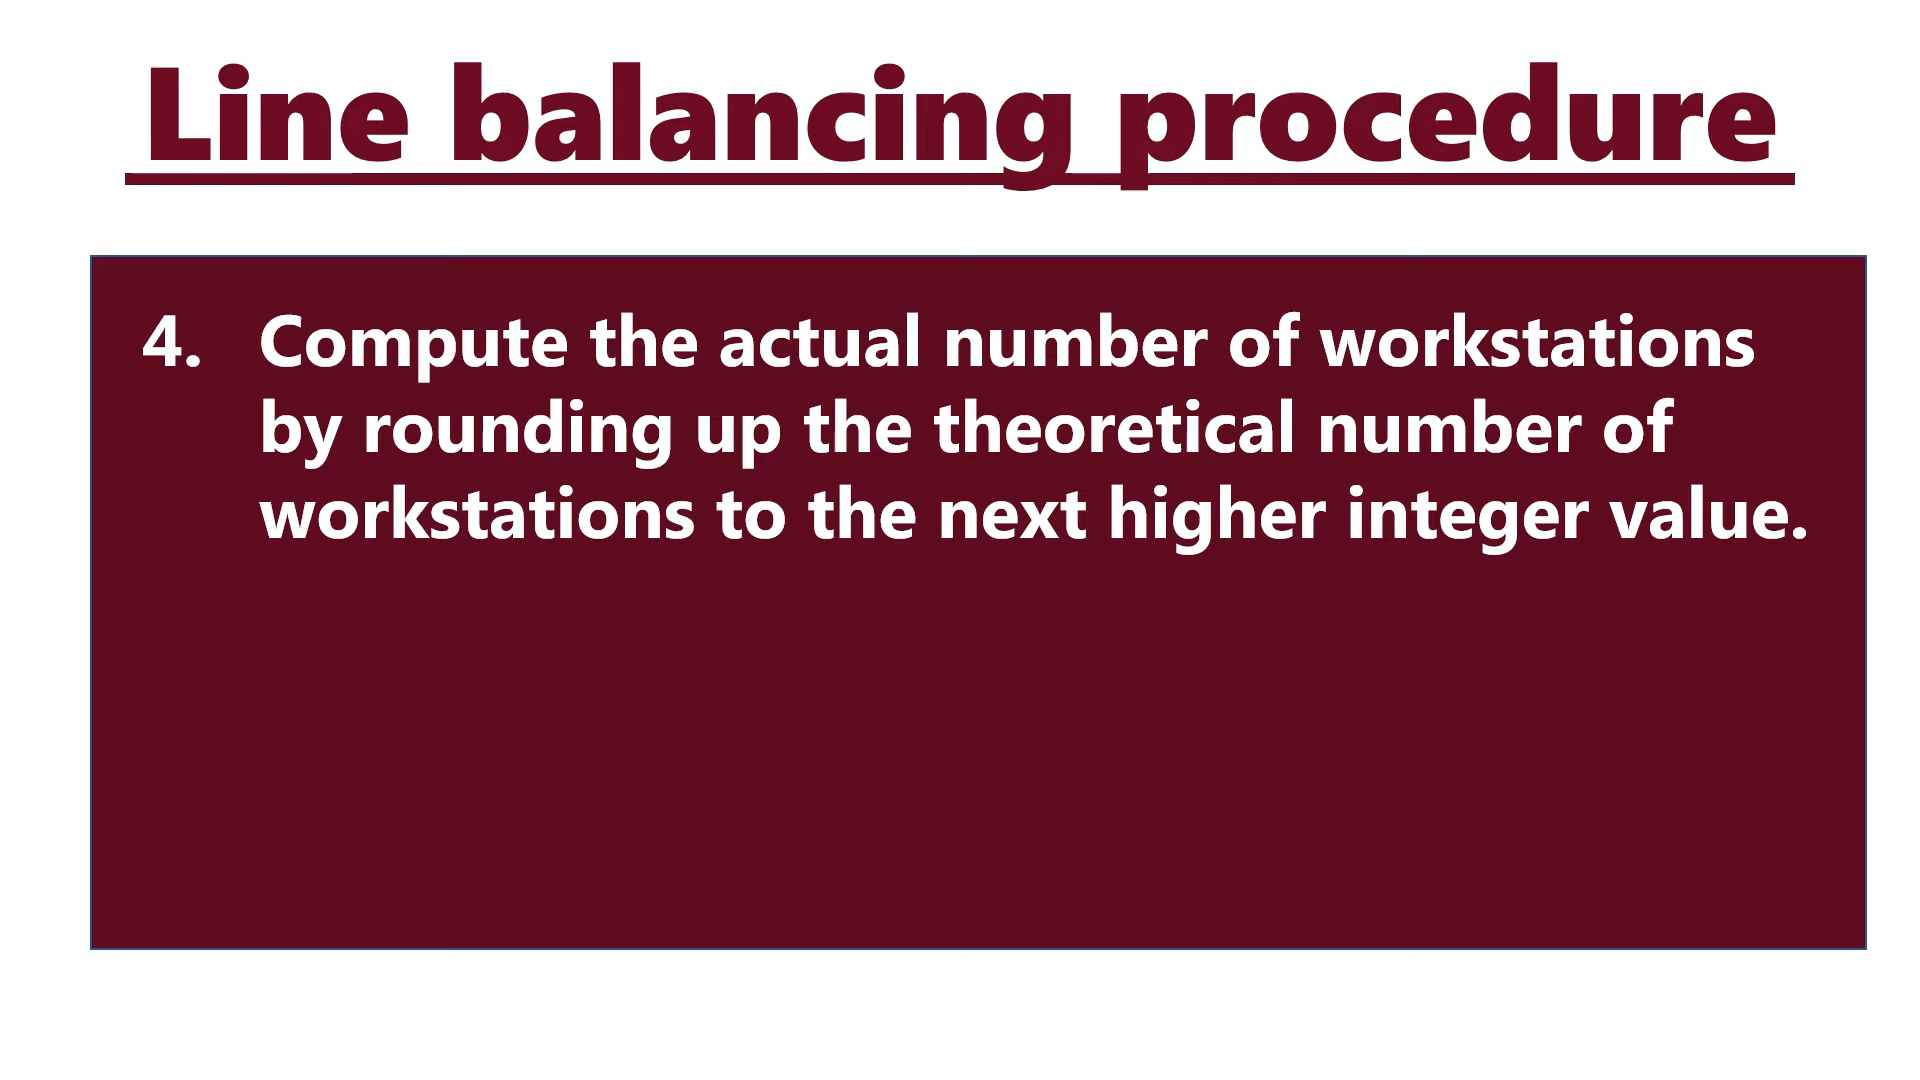 Line balancing procedure
4. Compute the actual number of workstations
by rounding up the theoretical number of
workstations to the next higher integer value.